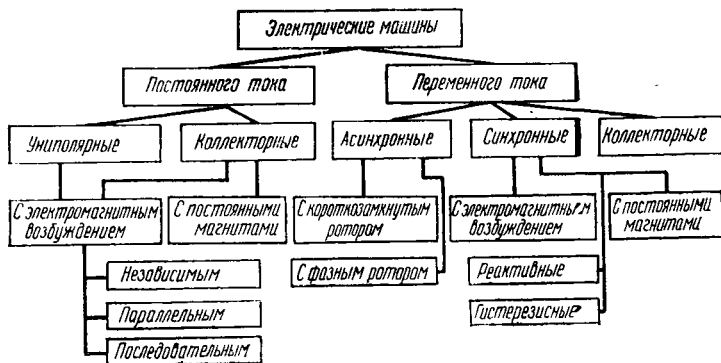 Электрические машины
Постоянного тока
Переменного тока
Униполярные
Коллекторные
Асинхронные
Синхронные
Коллекторные
С электромагнитным
возбуждением
С постоянными
магнитами
С короткозамкнутым
ротором
С электромагнитным
возбуждением
С постоянными
магнитами
Независимым
С фазным ротором
Реактивные
Параллельным
Гистерезисные
Последовательным